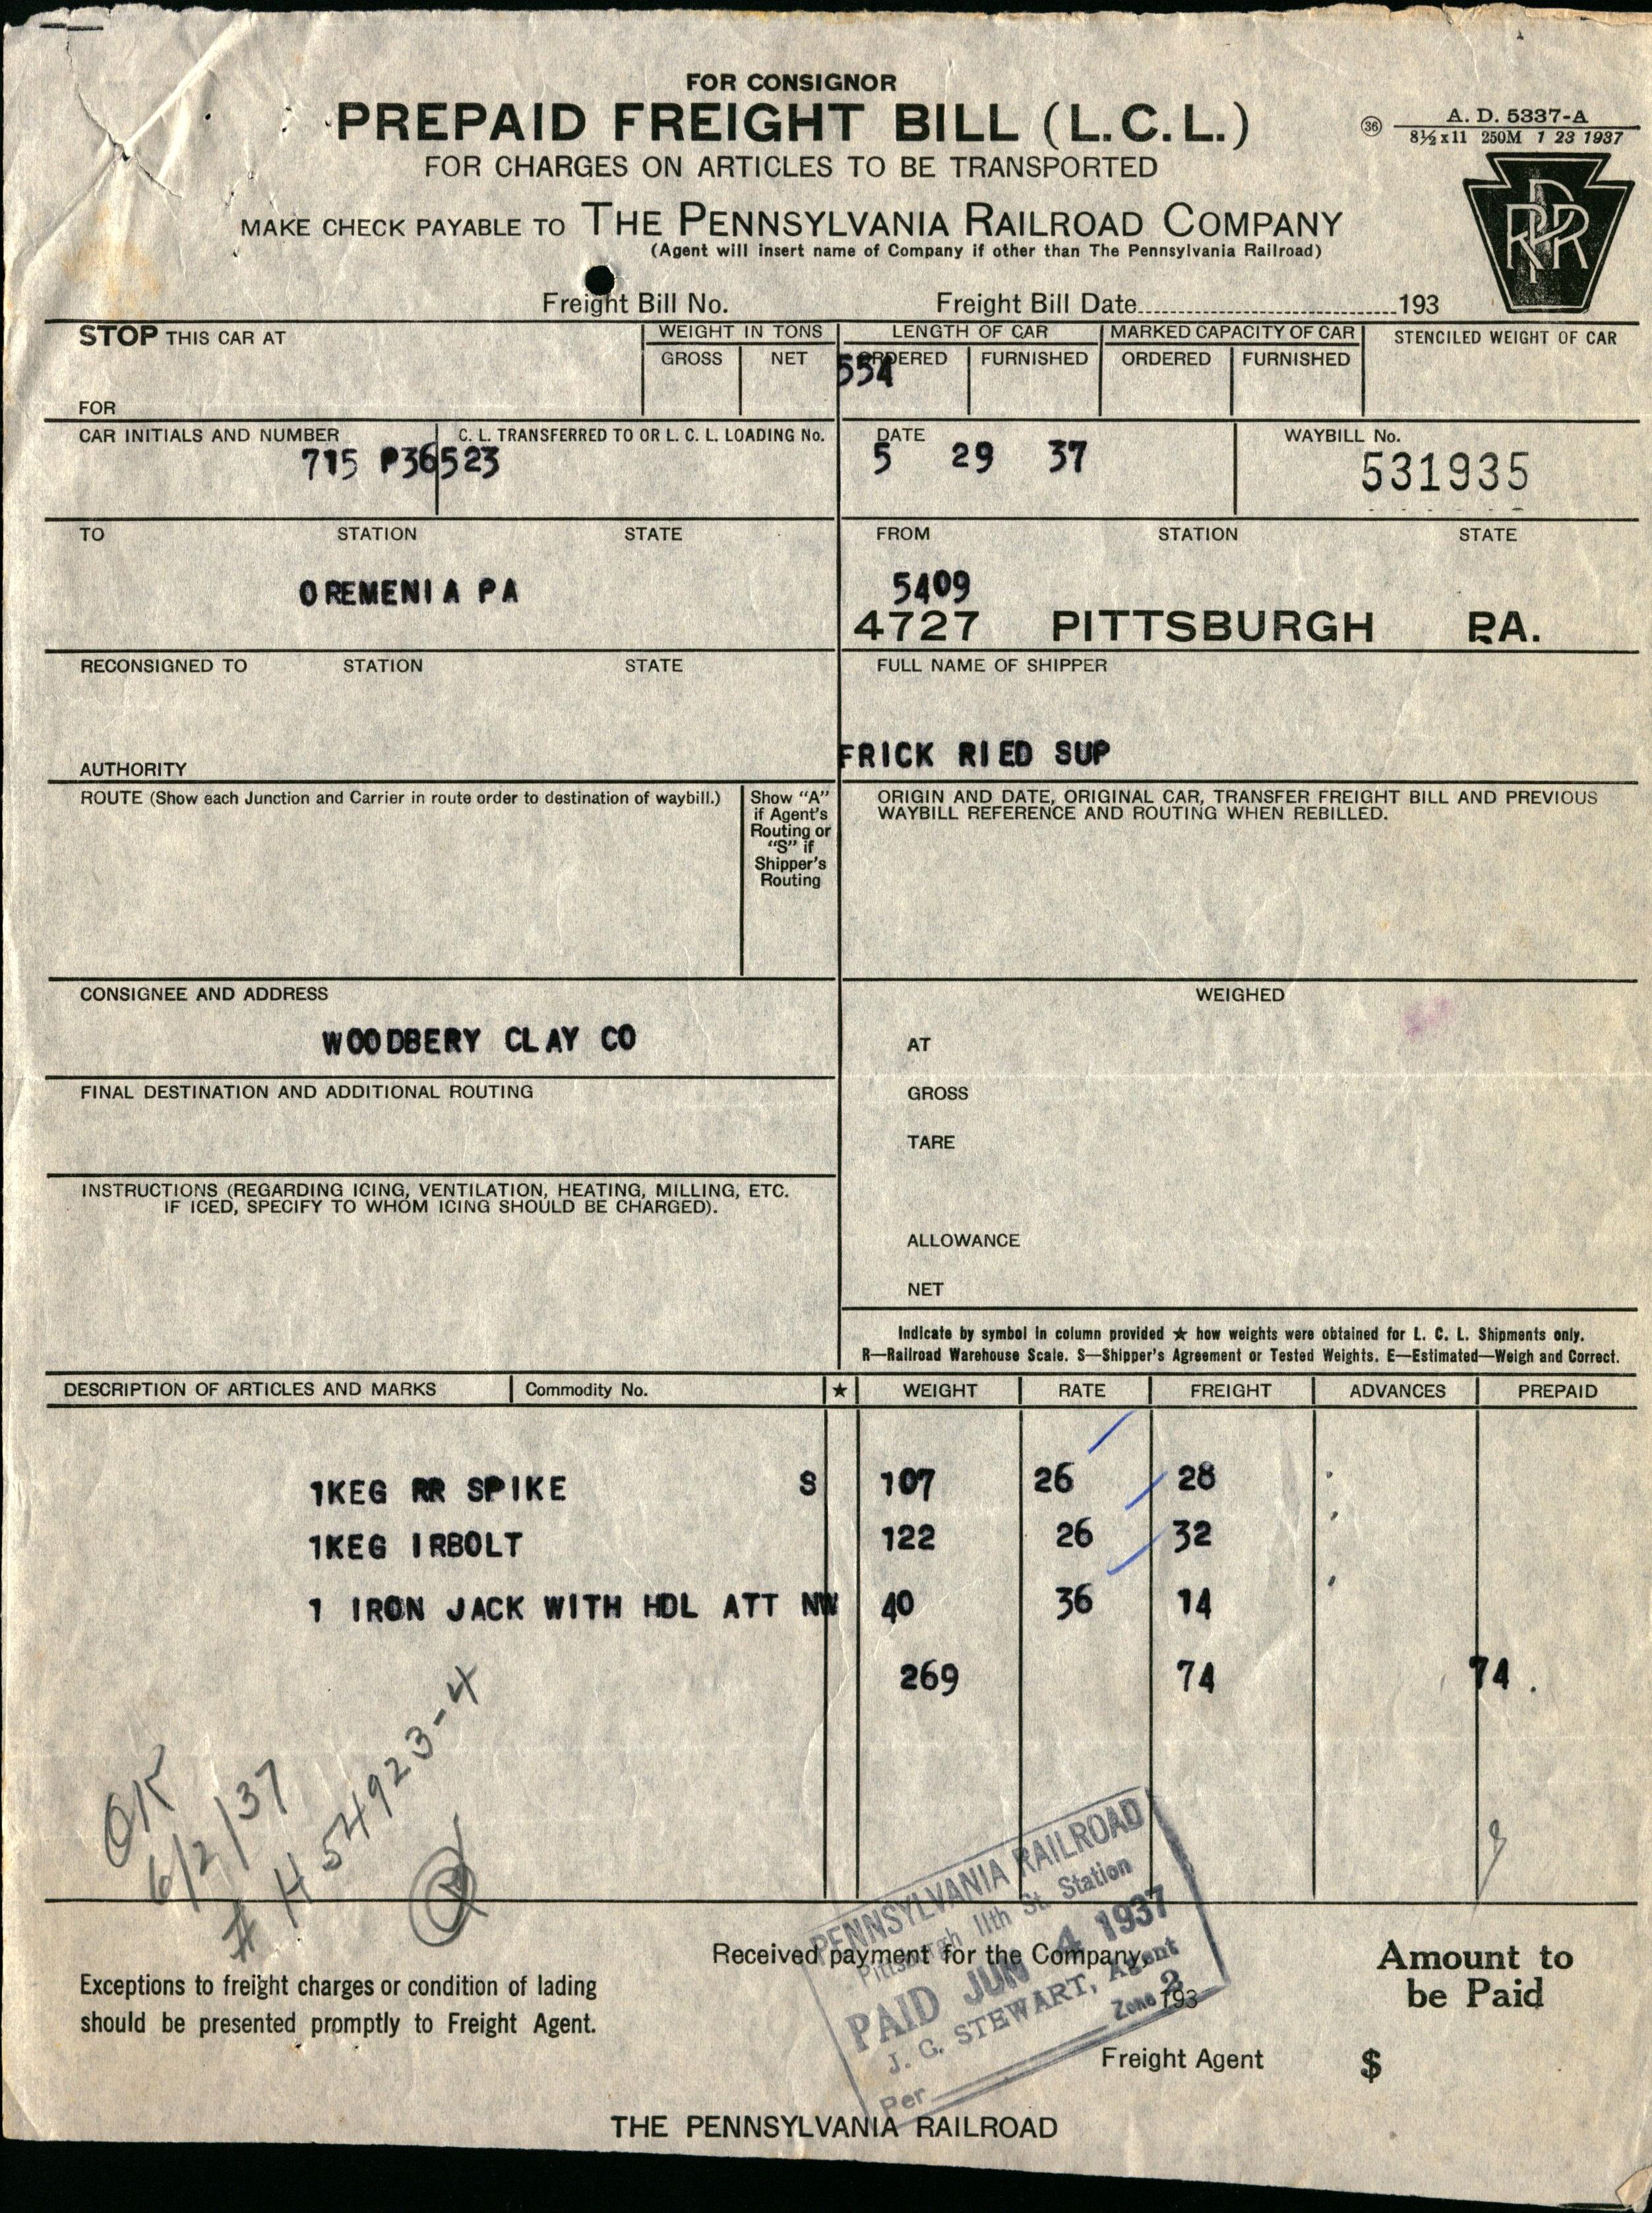 FOR CONSIGNOR
PREPAID FREIGHT BILL (L.C.L.)
FOR CHARGES ON ARTICLES TO BE TRANSPORTED
MAKE CHECK PAYABLE TO THE PENNSYLVANIA RAILROAD COMPANY
(Agent will insert name of Company if other than The Pennsylvania Railroad)
36 A. D. 5337-A
8½x11 250M 1 23 1937
PRR
Freight Bill No. Freight Bill Date 193
STOP THIS CAR AT WEIGHT IN TONS LENGTH OF CAR MARKED CAPACITY OF CAR STENCILED WEIGHT OF CAR
GROSS NET ORDERED FURNISHED ORDERED FURNISHED
554
FOR
CAR INITIALS AND NUMBER C. L. TRANSFERRED TO OR L. C. L. LOADING No. DATE WAYBILL No.
715 P36523 5 29 37 531935
TO STATION STATE FROM STATION STATE
OREMENIA PA 5409
4727 PITTSBURGH PA.
RECONSIGNED TO STATION STATE FULL NAME OF SHIPPER
FRICK RIED SUP
AUTHORITY
ROUTE (Show each Junction and Carrier in route order to destination of waybill.)
Show "A"
if Agent's
Routing or
"S" if
Shipper's
Routing
ORIGIN AND DATE, ORIGINAL CAR, TRANSFER FREIGHT BILL AND PREVIOUS
WAYBILL REFERENCE AND ROUTING WHEN REBILLED.
CONSIGNEE AND ADDRESS WEIGHED
WOODBERY CLAY CO
AT
FINAL DESTINATION AND ADDITIONAL ROUTING
GROSS
TARE
INSTRUCTIONS (REGARDING ICING, VENTILATION, HEATING, MILLING, ETC.
IF ICED, SPECIFY TO WHOM ICING SHOULD BE CHARGED).
ALLOWANCE
NET
Indicate by symbol in column provided ★ how weights were obtained for L. C. L. Shipments only.
R—Railroad Warehouse Scale. S—Shipper's Agreement or Tested Weights. E—Estimated—Weigh and Correct.
DESCRIPTION OF ARTICLES AND MARKS Commodity No. ★ WEIGHT RATE FREIGHT ADVANCES PREPAID
1KEG RR SPIKE S 107 26 28
1KEG IRBOLT 122 26 32
1 IRON JACK WITH HDL ATT NW 40 36 14
269 74 74.
OK
6/2/37
# H 54923-4
PENNSYLVANIA RAILROAD
Pittsburgh 11th St. Station
PAID JUN 4 1937
J. G. STEWART, Agent
Zone 2
Per
Received payment for the Company,
193
Freight Agent
Exceptions to freight charges or condition of lading
should be presented promptly to Freight Agent.
Amount to
be Paid
$
THE PENNSYLVANIA RAILROAD